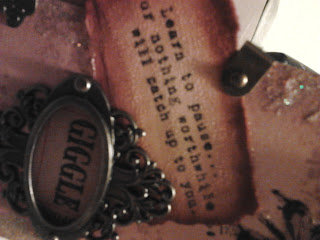 Learn to pause...
or nothing worthwhile
will catch up to you.
GIGGLE